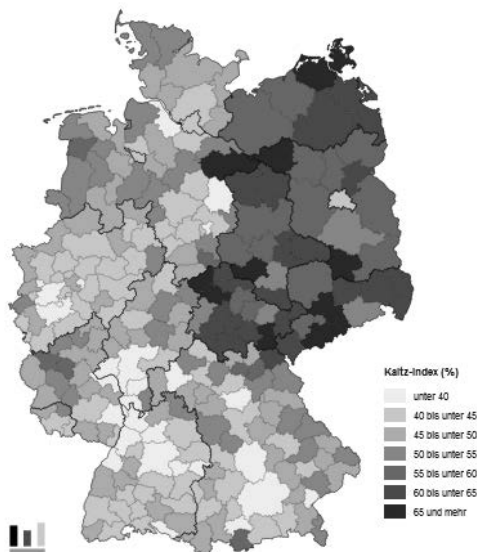 Kaitz-Index (%)
unter 40
40 bis unter 45
45 bis unter 50
50 bis unter 55
55 bis unter 60
60 bis unter 65
65 und mehr